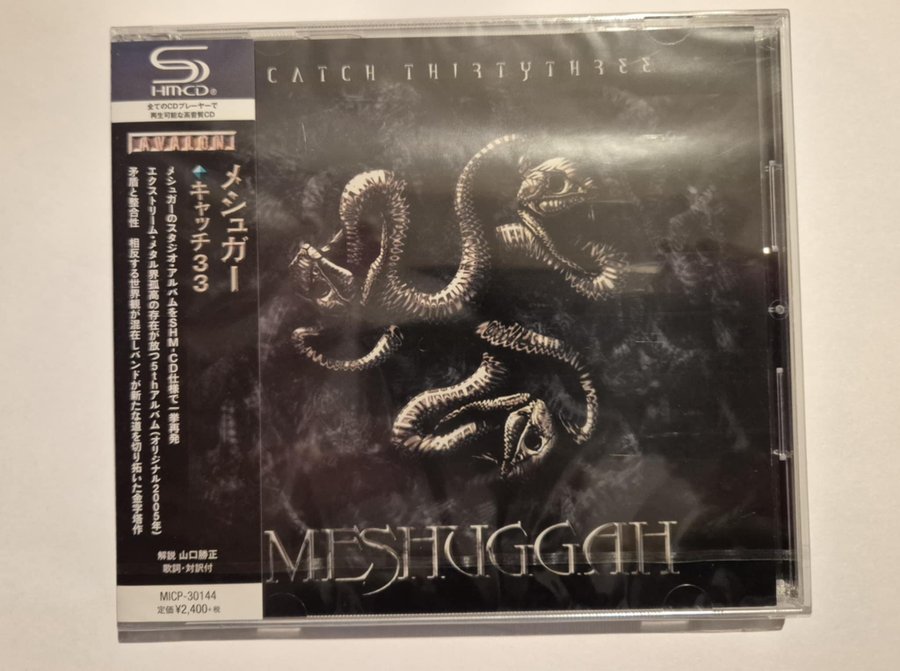 SHM-CD®
全てのCDプレーヤーで
再生可能な高音質CD
AVALON
メシュガー
キャッチ33
メシュガーのスタジオ・アルバムをSHM-CD仕様で一挙再発
エクストリーム・メタル界孤高の存在が放つ5thアルバム(オリジナル2005年)
矛盾と整合性 相反する世界観が混在しバンドが新たな道を切り拓いた金字塔作
解説 山口勝正
歌詞・対訳付
MICP-30144
定価¥2,400+税
CATCH THIRTYTHREE
MESHUGGAH